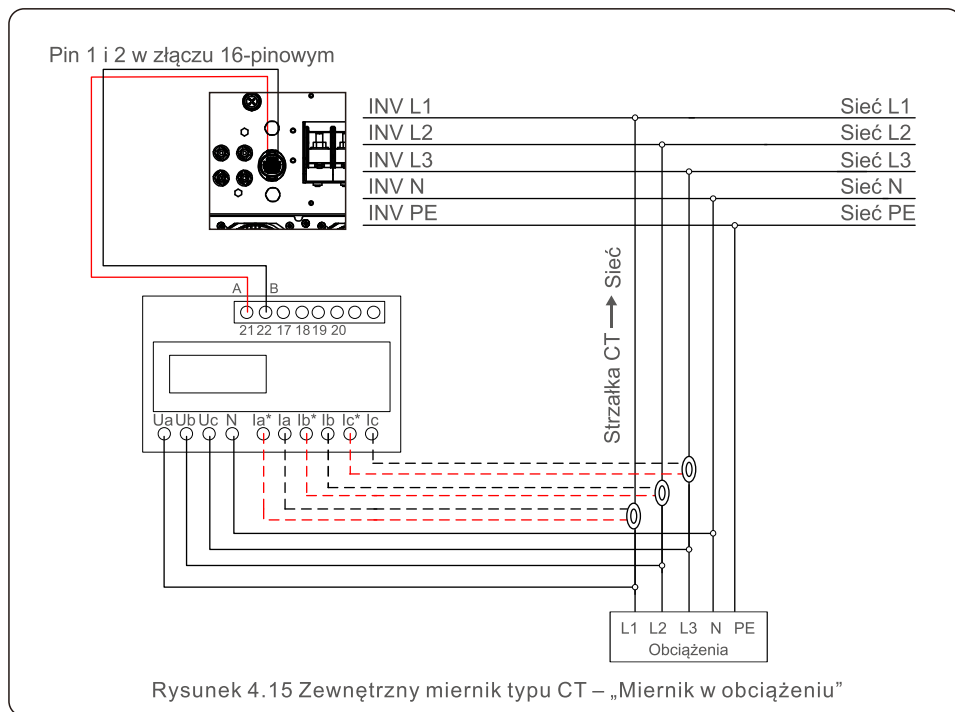 Pin 1 i 2 w złączu 16-pinowym
INV L1
Sieć L1
INV L2
Sieć L2
INV L3
Sieć L3
INV N
Sieć N
INV PE
Sieć PE
Strzałka CT → Sieć
A B
21 22 17 18 19 20
Ua Ub Uc N Ia* Ia Ib* Ib Ic* Ic
L1 L2 L3 N PE
Obciążenia
Rysunek 4.15 Zewnętrzny miernik typu CT – „Miernik w obciążeniu”